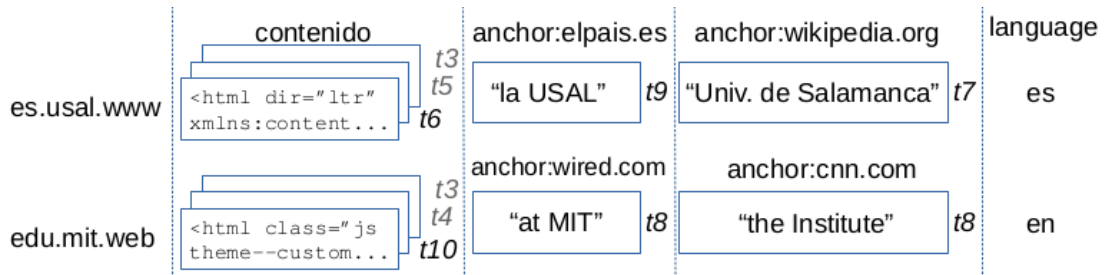 contenido anchor:elpais.es anchor:wikipedia.org language
t3
t5
es.usal.www <html dir="ltr" t6 "la USAL" t9 "Univ. de Salamanca" t7 es
xmlns:content...
anchor:wired.com anchor:cnn.com
t3
t4
edu.mit.web <html class="js t10 "at MIT" t8 "the Institute" t8 en
theme--custom...